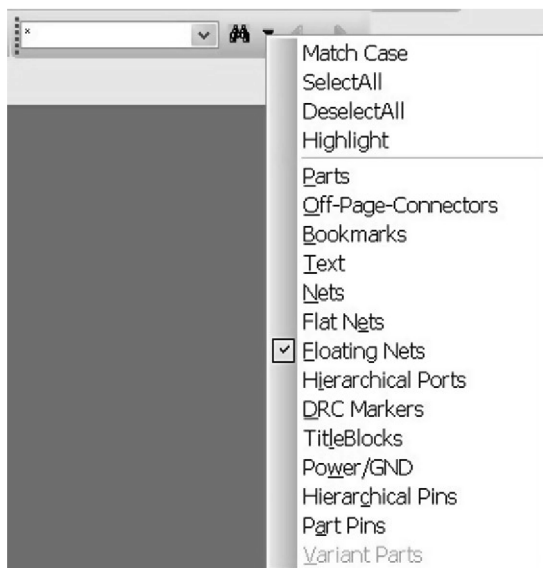 *
Match Case
SelectAll
DeselectAll
Highlight
Parts
Off-Page-Connectors
Bookmarks
Text
Nets
Flat Nets
Floating Nets
Hierarchical Ports
DRC Markers
TitleBlocks
Power/GND
Hierarchical Pins
Part Pins
Variant Parts